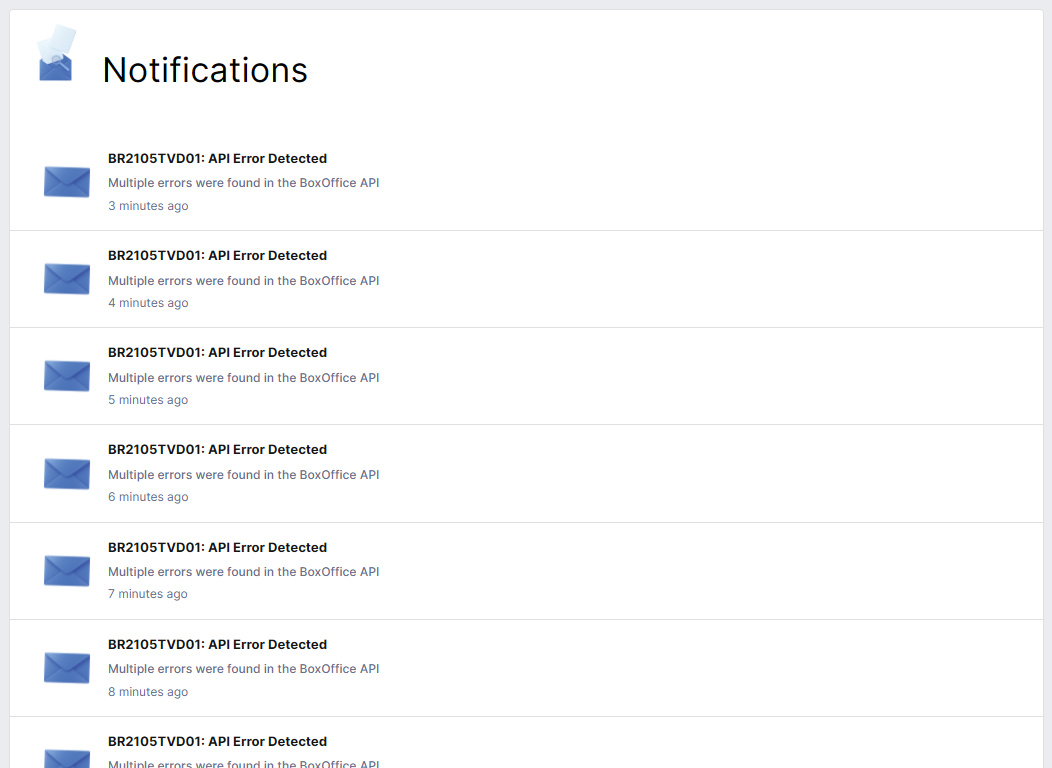 Notifications
BR2105TVD01: API Error Detected
Multiple errors were found in the BoxOffice API
3 minutes ago
BR2105TVD01: API Error Detected
Multiple errors were found in the BoxOffice API
4 minutes ago
BR2105TVD01: API Error Detected
Multiple errors were found in the BoxOffice API
5 minutes ago
BR2105TVD01: API Error Detected
Multiple errors were found in the BoxOffice API
6 minutes ago
BR2105TVD01: API Error Detected
Multiple errors were found in the BoxOffice API
7 minutes ago
BR2105TVD01: API Error Detected
Multiple errors were found in the BoxOffice API
8 minutes ago
BR2105TVD01: API Error Detected
Multiple errors were found in the BoxOffice API